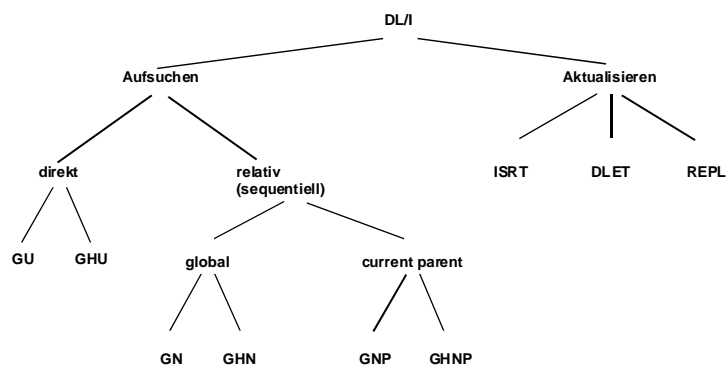 DL/I
Aufsuchen
Aktualisieren
direkt
relativ
(sequentiell)
ISRT
DLET
REPL
GU
GHU
global
current parent
GN
GHN
GNP
GHNP